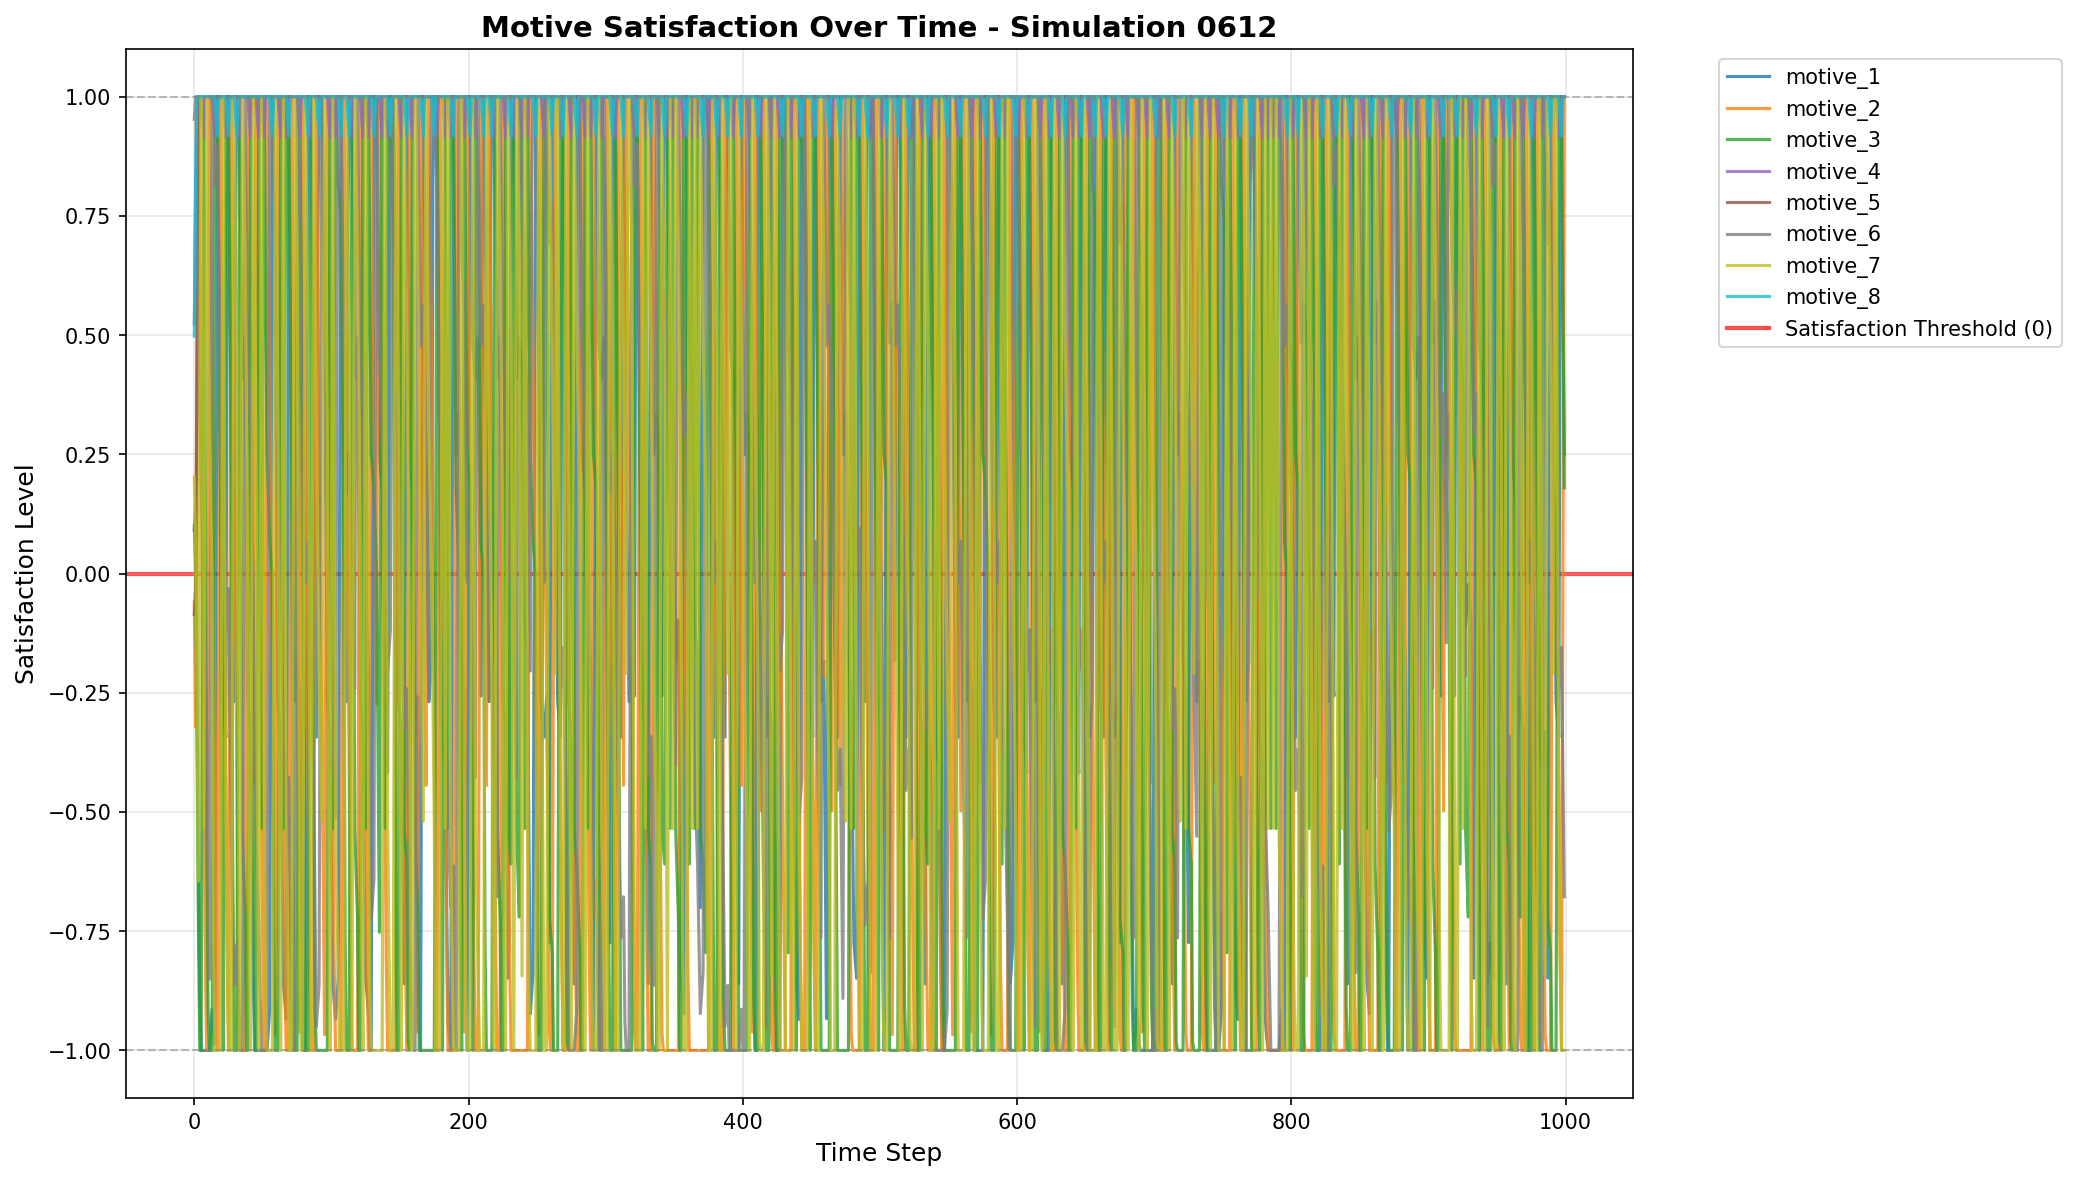 Motive Satisfaction Over Time - Simulation 0612
1.00
0.75
0.50
0.25
0.00
−0.25
−0.50
−0.75
−1.00
Satisfaction Level
0
200
400
600
800
1000
Time Step
motive_1
motive_2
motive_3
motive_4
motive_5
motive_6
motive_7
motive_8
Satisfaction Threshold (0)